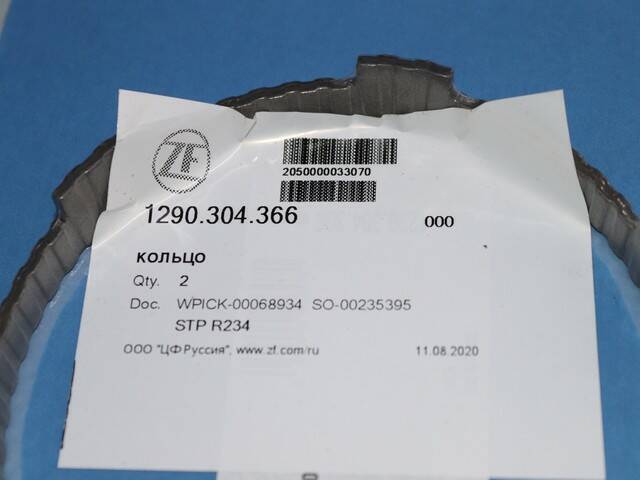 ZF
2050000033070
1290.304.366 000
кольцо
Qty. 2
Doc. WPICK-00068934 SO-00235395
STP R234
ООО "ЦФ Руссия", www.zf.com/ru 11.08.2020